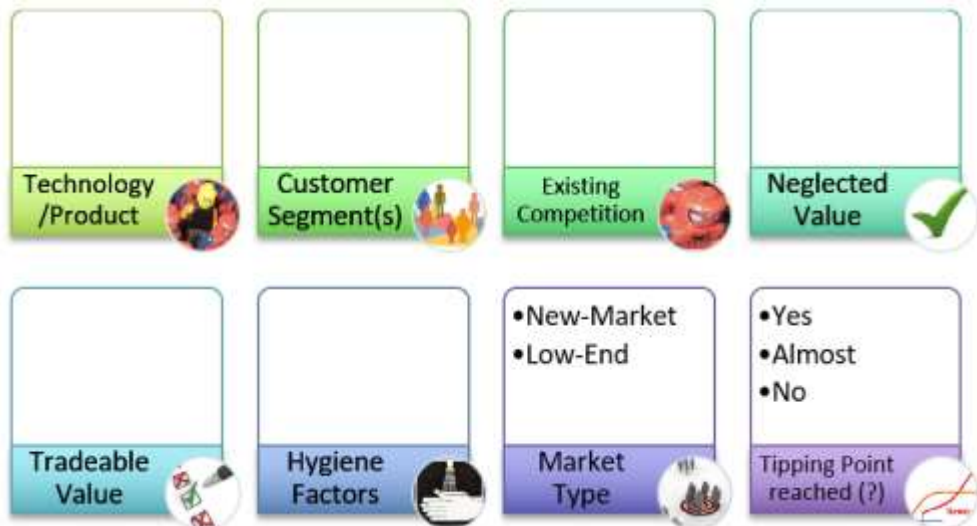 Technology
/Product
Customer
Segment(s)
Existing
Competition
Neglected
Value
•New-Market
•Low-End
•Yes
•Almost
•No
Tradeable
Value
Hygiene
Factors
Market
Type
Tipping Point
reached (?)